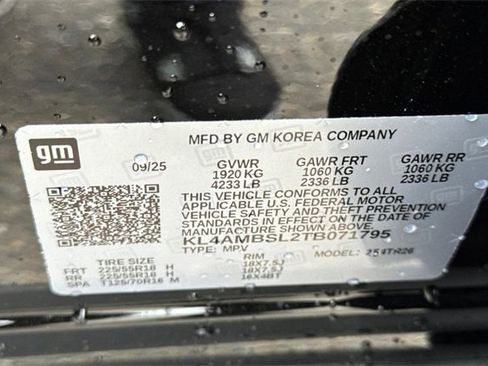 gm
MFD BY GM KOREA COMPANY
09/25 GVWR GAWR FRT GAWR RR
1920 KG 1060 KG 1060 KG
4233 LB 2336 LB 2336 LB
THIS VEHICLE CONFORMS TO ALL
APPLICABLE U.S. FEDERAL MOTOR
VEHICLE SAFETY AND THEFT PREVENTION
STANDARDS IN EFFECT ON THE DATE
OF MANUFACTURE SHOWN ABOVE.
KL4AMBSL2TB071795
TYPE: MPV MODEL: 254TR26
TIRE SIZE RIM
FRT 225/55R18 H 18X7.5J
RR 225/55R18 H 18X7.5J
SPA T125/70R16 M 16X4BT